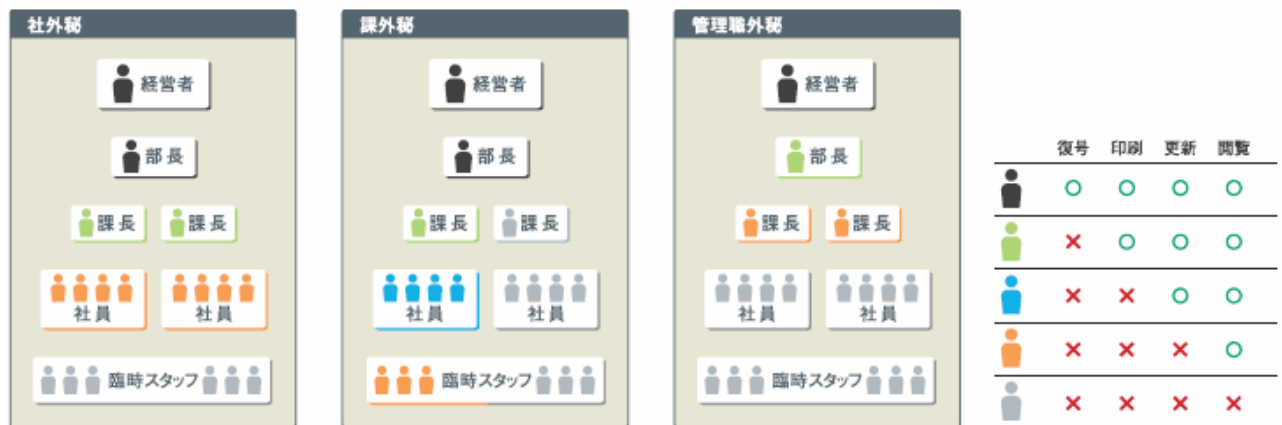 社外秘
経営者
部長
課長 課長
社員 社員
臨時スタッフ
課外秘
経営者
部長
課長 課長
社員 社員
臨時スタッフ
管理職外秘
経営者
部長
課長 課長
社員 社員
臨時スタッフ
復号 印刷 更新 閲覧
○ ○ ○ ○
× ○ ○ ○
× × ○ ○
× × × ○
× × × ×